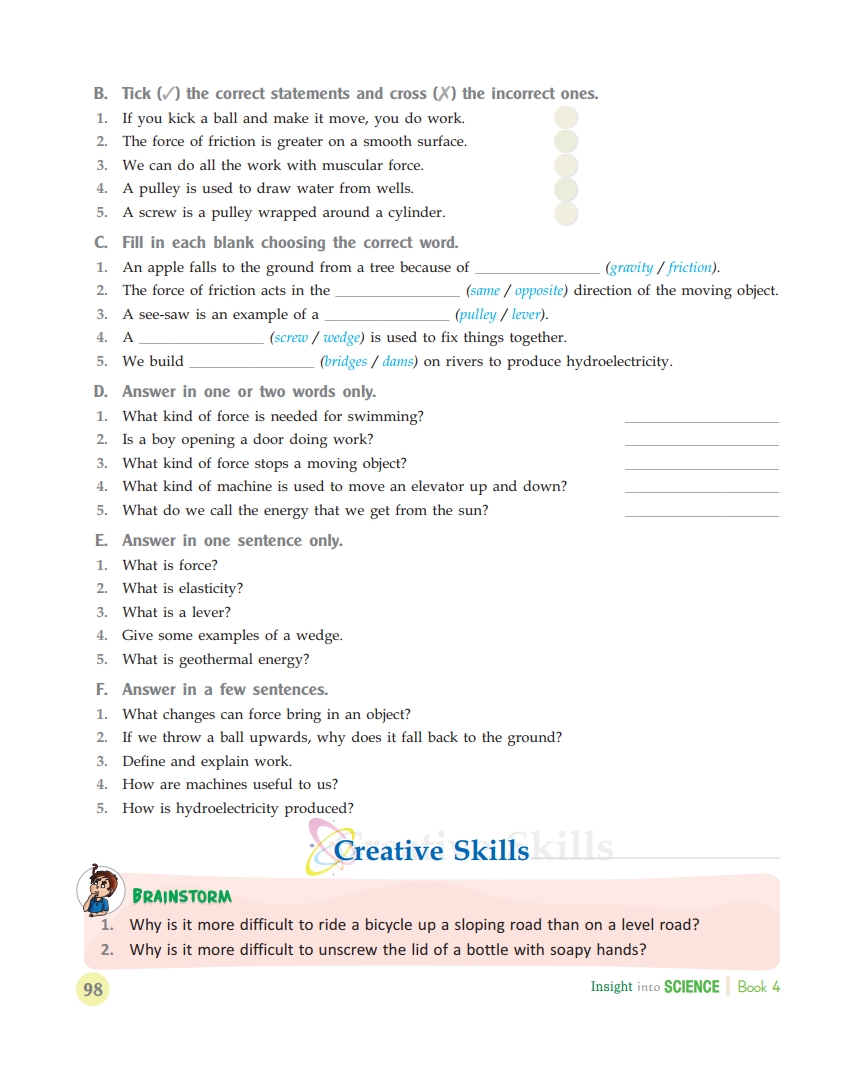 B. Tick (✓) the correct statements and cross (✗) the incorrect ones.
1. If you kick a ball and make it move, you do work.
2. The force of friction is greater on a smooth surface.
3. We can do all the work with muscular force.
4. A pulley is used to draw water from wells.
5. A screw is a pulley wrapped around a cylinder.
C. Fill in each blank choosing the correct word.
1. An apple falls to the ground from a tree because of ________________ (gravity / friction).
2. The force of friction acts in the ________________ (same / opposite) direction of the moving object.
3. A see-saw is an example of a ________________ (pulley / lever).
4. A ________________ (screw / wedge) is used to fix things together.
5. We build ________________ (bridges / dams) on rivers to produce hydroelectricity.
D. Answer in one or two words only.
1. What kind of force is needed for swimming? ____________________
2. Is a boy opening a door doing work? ____________________
3. What kind of force stops a moving object? ____________________
4. What kind of machine is used to move an elevator up and down? ____________________
5. What do we call the energy that we get from the sun? ____________________
E. Answer in one sentence only.
1. What is force?
2. What is elasticity?
3. What is a lever?
4. Give some examples of a wedge.
5. What is geothermal energy?
F. Answer in a few sentences.
1. What changes can force bring in an object?
2. If we throw a ball upwards, why does it fall back to the ground?
3. Define and explain work.
4. How are machines useful to us?
5. How is hydroelectricity produced?
Creative Skills
BRAINSTORM
1. Why is it more difficult to ride a bicycle up a sloping road than on a level road?
2. Why is it more difficult to unscrew the lid of a bottle with soapy hands?
98 Insight into SCIENCE Book 4